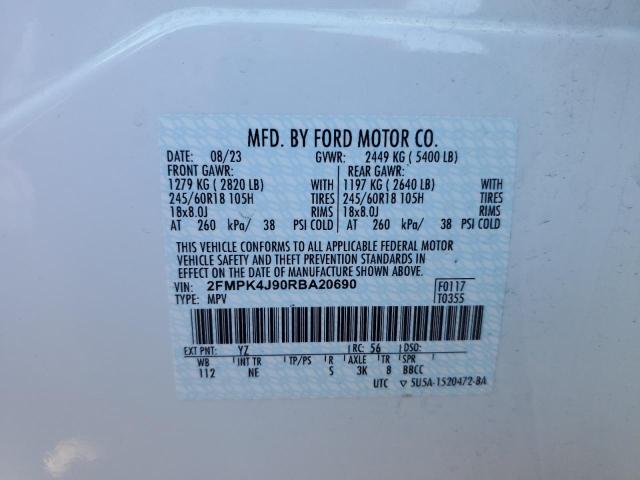 MFD. BY FORD MOTOR CO.
DATE: 08/23 GVWR: 2449 KG ( 5400 LB)
FRONT GAWR: REAR GAWR:
1279 KG ( 2820 LB) WITH 1197 KG ( 2640 LB) WITH
245/60R18 105H TIRES 245/60R18 105H TIRES
18x8.0J RIMS 18x8.0J RIMS
AT 260 kPa/ 38 PSI COLD AT 260 kPa/ 38 PSI COLD
THIS VEHICLE CONFORMS TO ALL APPLICABLE FEDERAL MOTOR
VEHICLE SAFETY AND THEFT PREVENTION STANDARDS IN
EFFECT ON THE DATE OF MANUFACTURE SHOWN ABOVE.
VIN: 2FMPK4J90RBA20690 F0117
TYPE: MPV T0355
EXT PNT: YZ RC: 56 DSO:
WB INT TR TP/PS R AXLE TR SPR
112 NE S 3K 8 BBCC
UTC ▽ 5U5A-1520472-BA